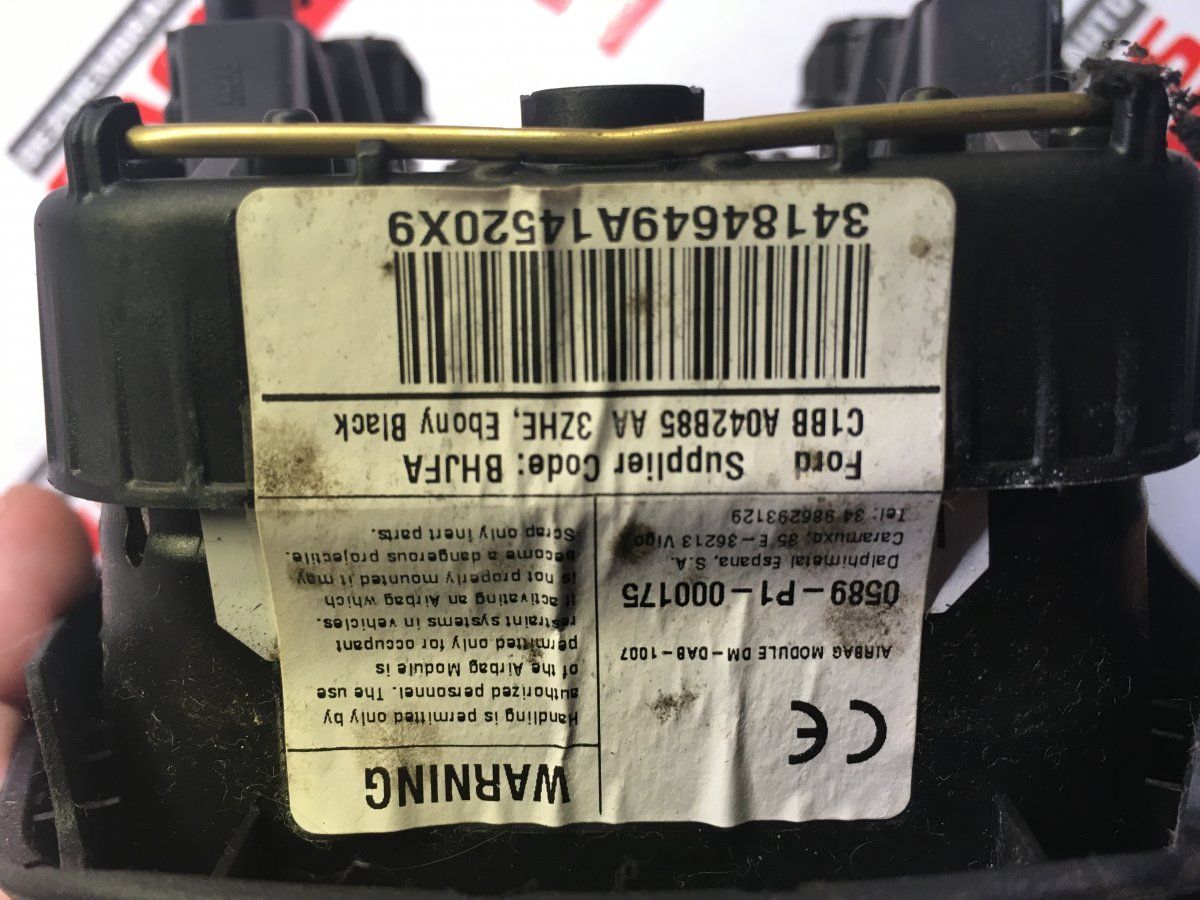 CE
AIRBAG MODULE DM-DAB-1007
0589-P1-000175
Dalphimetal Espana, S.A.
Caramuxo, 35 E-36213 Vigo
Tel: 34 986293129
WARNING
Handling is permitted only by
authorized personnel. The use
of the Airbag Module is
permitted only for occupant
restraint systems in vehicles.
If activating an Airbag which
is not properly mounted it may
become a dangerous projectile.
Scrap only inert parts.
Ford Supplier Code: BHJFA
C1BB A042B85 AA 3ZHE, Ebony Black
34184649A14520X9
AUTO